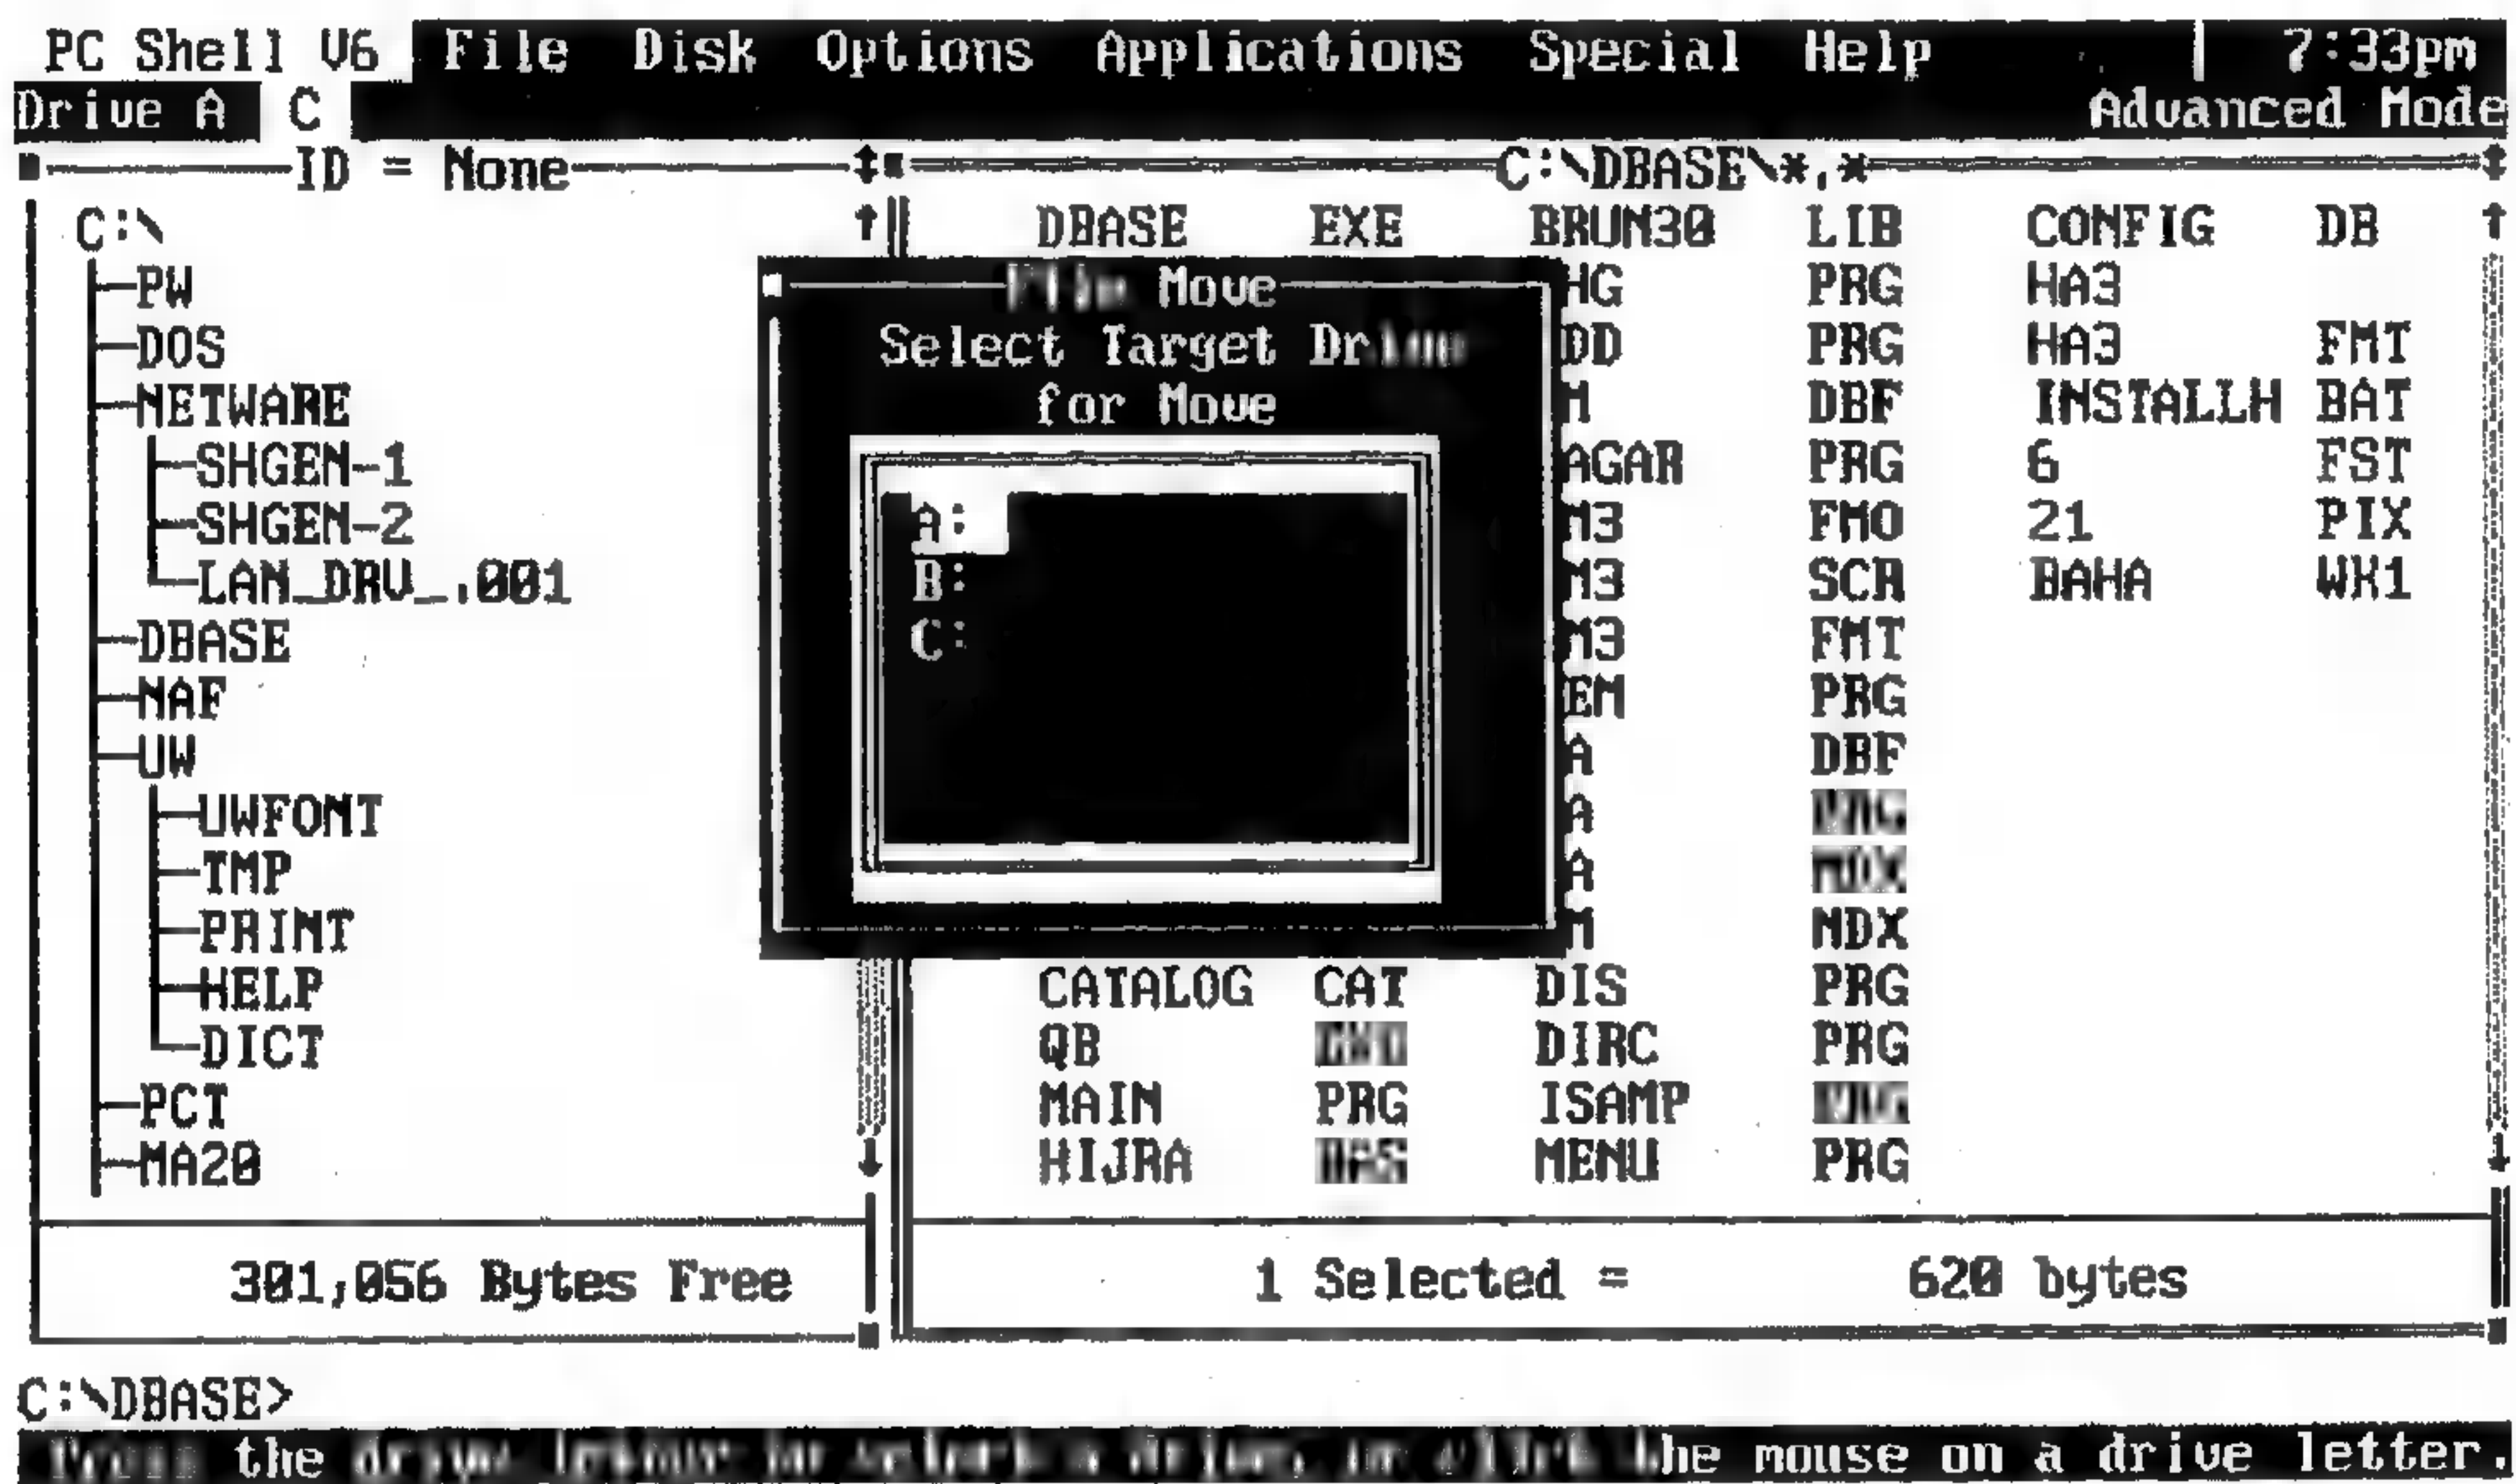 PC Shell V6 File Disk Options Applications Special Help 7:33pm
Drive A C Advanced Mode
ID = None
C:\
PW
DOS
NETWARE
SHGEN-1
SHGEN-2
LAN_DRV_.001
DBASE
NAF
UW
UWFONT
TMP
PRINT
HELP
DICT
PCT
MA20
301,056 Bytes Free
C:\DBASE\*.*
DBASE EXE BRUN30 LIB CONFIG DB
HG PRG HA3
DD PRG HA3 FMT
M DBF INSTALLH BAT
AGAR PRG 6 FST
M3 FMO 21 PIX
M3 SCR BAHA WK1
M3 FMT
EM PRG
A DBF
A
A
M NDX
CATALOG CAT DIS PRG
QB DIRC PRG
MAIN PRG ISAMP
HIJRA MENU PRG
1 Selected = 620 bytes
Move
Select Target
for Move
A:
B:
C:
C:\DBASE>
the he mouse on a drive letter.